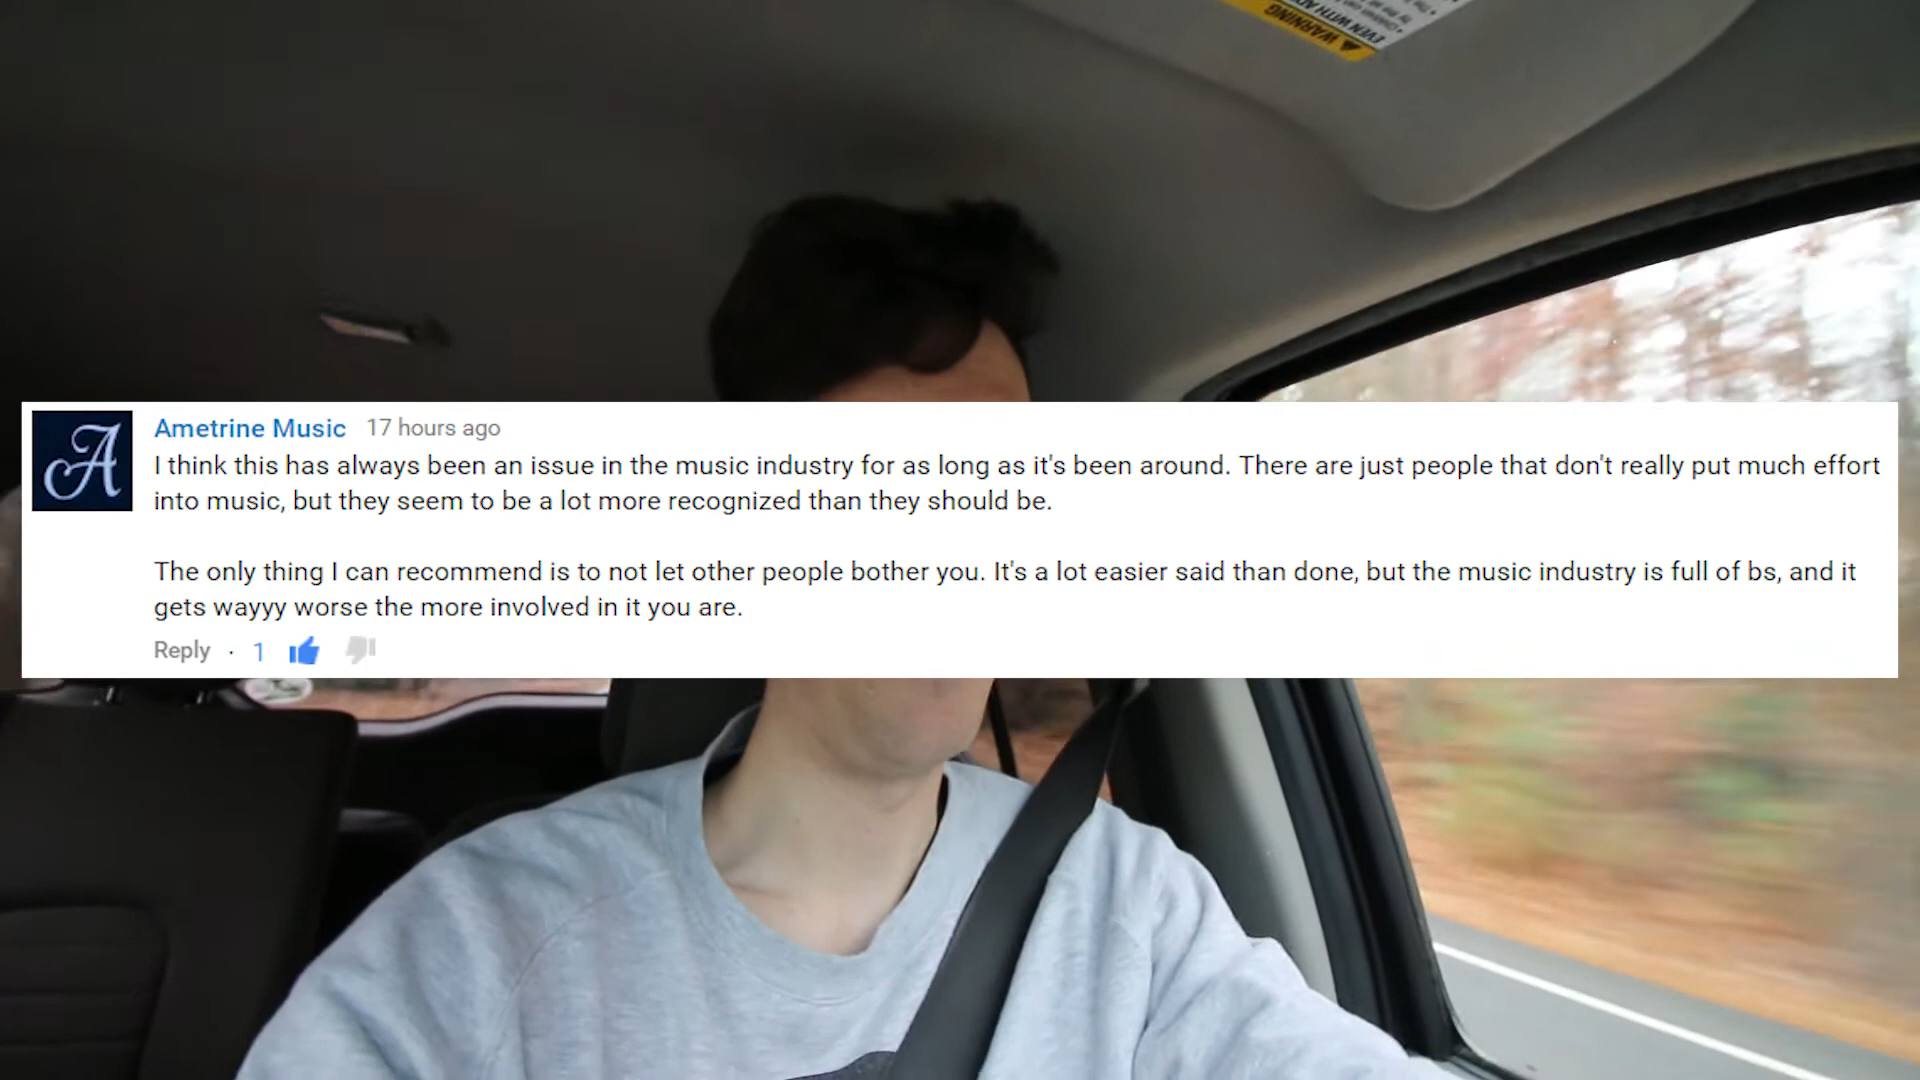 WARNING
EVEN WITH
Ametrine Music 17 hours ago
I think this has always been an issue in the music industry for as long as it's been around. There are just people that don't really put much effort
into music, but they seem to be a lot more recognized than they should be.
The only thing I can recommend is to not let other people bother you. It's a lot easier said than done, but the music industry is full of bs, and it
gets wayyy worse the more involved in it you are.
Reply · 1